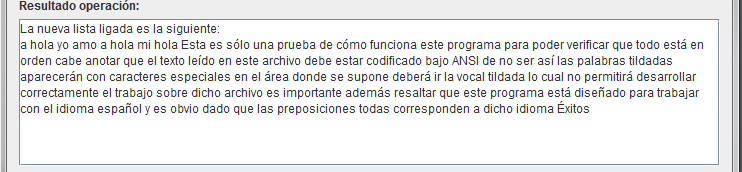 Resultado operación:
La nueva lista ligada es la siguiente:
a hola yo amo a hola mi hola Esta es sólo una prueba de cómo funciona este programa para poder verificar que todo está en
orden cabe anotar que el texto leído en este archivo debe estar codificado bajo ANSI de no ser así las palabras tildadas
aparecerán con caracteres especiales en el área donde se supone deberá ir la vocal tildada lo cual no permitirá desarrollar
correctamente el trabajo sobre dicho archivo es importante además resaltar que este programa está diseñado para trabajar
con el idioma español y es obvio dado que las preposiciones todas corresponden a dicho idioma Éxitos